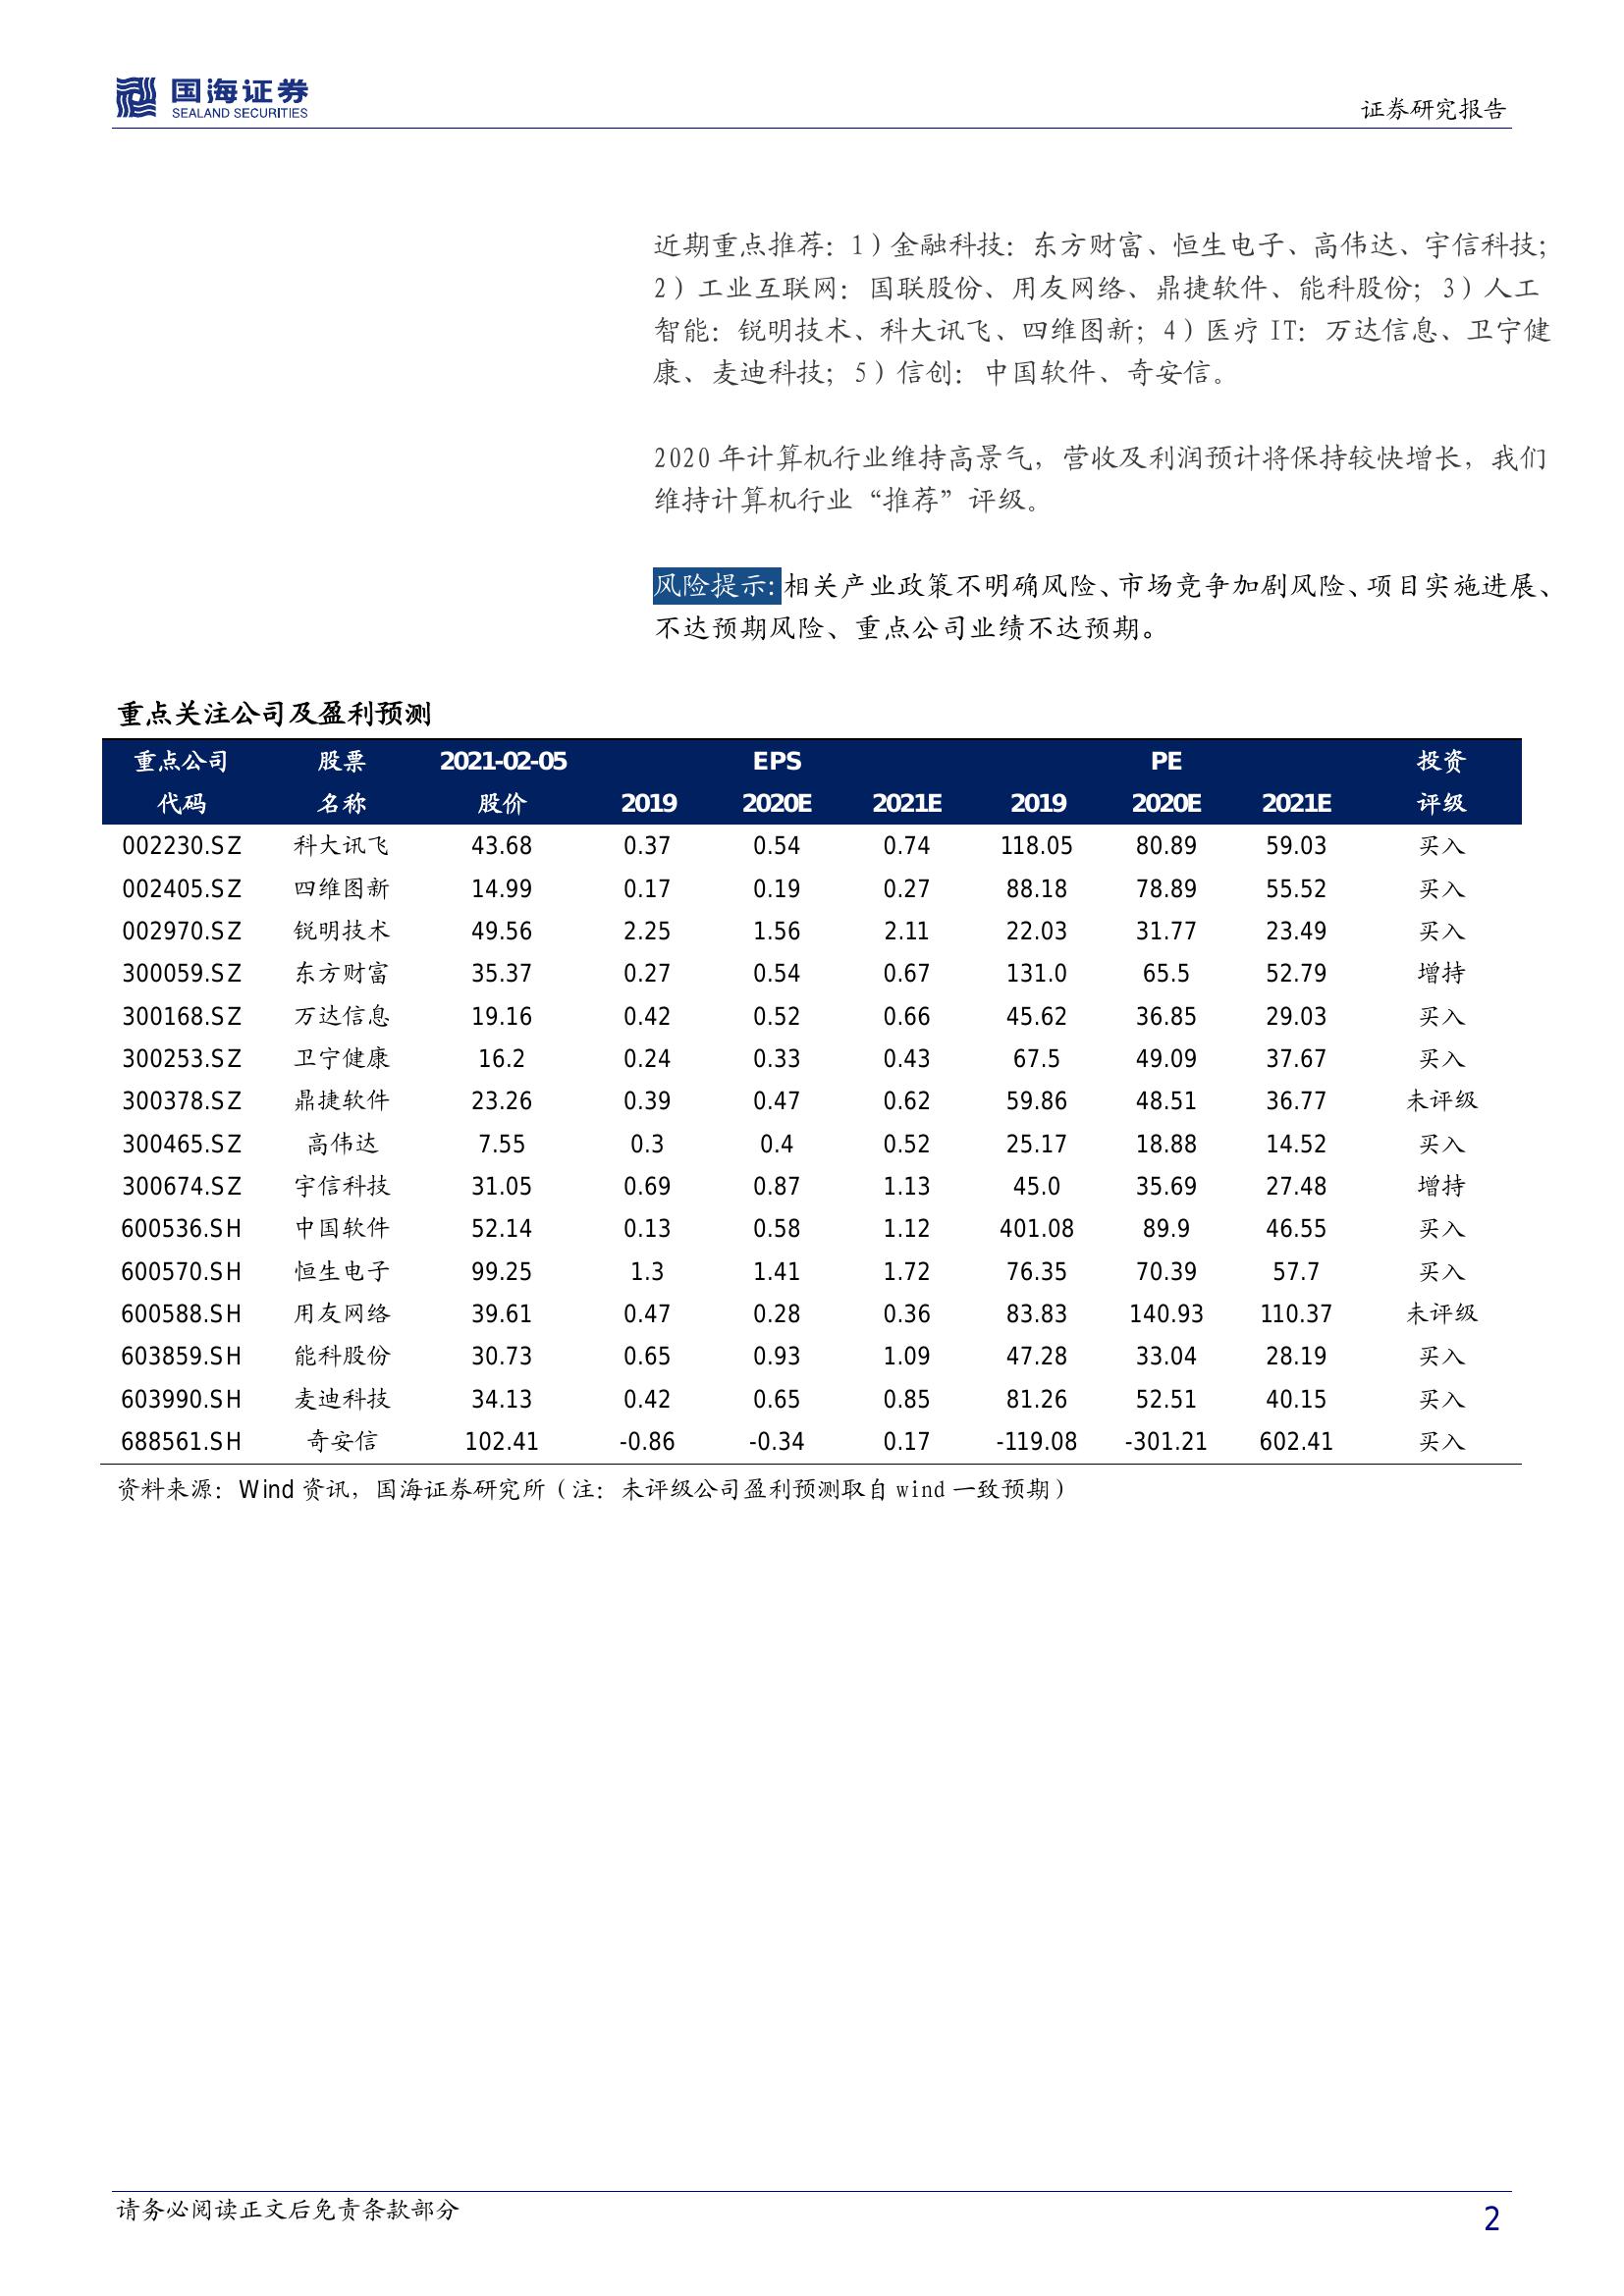 国海证券
SEALAND SECURITIES
证券研究报告
近期重点推荐：1）金融科技：东方财富、恒生电子、高伟达、宇信科技；
2）工业互联网：国联股份、用友网络、鼎捷软件、能科股份；3）人工
智能：锐明技术、科大讯飞、四维图新；4）医疗 IT：万达信息、卫宁健
康、麦迪科技；5）信创：中国软件、奇安信。
2020 年计算机行业维持高景气，营收及利润预计将保持较快增长，我们
维持计算机行业“推荐”评级。
风险提示：相关产业政策不明确风险、市场竞争加剧风险、项目实施进展、
不达预期风险、重点公司业绩不达预期。
重点关注公司及盈利预测
重点公司 股票 2021-02-05 EPS PE 投资
代码 名称 股价 2019 2020E 2021E 2019 2020E 2021E 评级
002230.SZ 科大讯飞 43.68 0.37 0.54 0.74 118.05 80.89 59.03 买入
002405.SZ 四维图新 14.99 0.17 0.19 0.27 88.18 78.89 55.52 买入
002970.SZ 锐明技术 49.56 2.25 1.56 2.11 22.03 31.77 23.49 买入
300059.SZ 东方财富 35.37 0.27 0.54 0.67 131.0 65.5 52.79 增持
300168.SZ 万达信息 19.16 0.42 0.52 0.66 45.62 36.85 29.03 买入
300253.SZ 卫宁健康 16.2 0.24 0.33 0.43 67.5 49.09 37.67 买入
300378.SZ 鼎捷软件 23.26 0.39 0.47 0.62 59.86 48.51 36.77 未评级
300465.SZ 高伟达 7.55 0.3 0.4 0.52 25.17 18.88 14.52 买入
300674.SZ 宇信科技 31.05 0.69 0.87 1.13 45.0 35.69 27.48 增持
600536.SH 中国软件 52.14 0.13 0.58 1.12 401.08 89.9 46.55 买入
600570.SH 恒生电子 99.25 1.3 1.41 1.72 76.35 70.39 57.7 买入
600588.SH 用友网络 39.61 0.47 0.28 0.36 83.83 140.93 110.37 未评级
603859.SH 能科股份 30.73 0.65 0.93 1.09 47.28 33.04 28.19 买入
603990.SH 麦迪科技 34.13 0.42 0.65 0.85 81.26 52.51 40.15 买入
688561.SH 奇安信 102.41 -0.86 -0.34 0.17 -119.08 -301.21 602.41 买入
资料来源：Wind 资讯，国海证券研究所（注：未评级公司盈利预测取自 wind 一致预期）
请务必阅读正文后免责条款部分
2